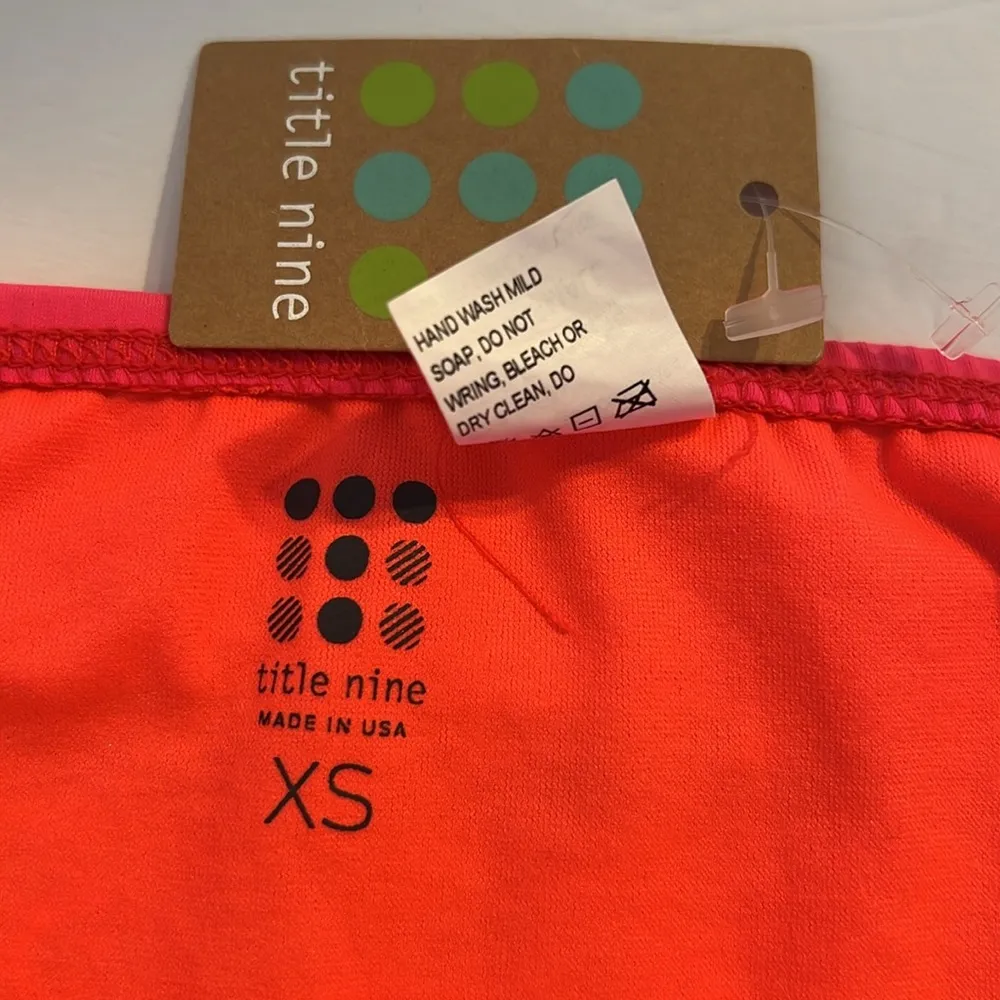 title nine
HAND WASH MILD
SOAP, DO NOT
WRING, BLEACH OR
DRY CLEAN, DO
title nine
MADE IN USA
XS